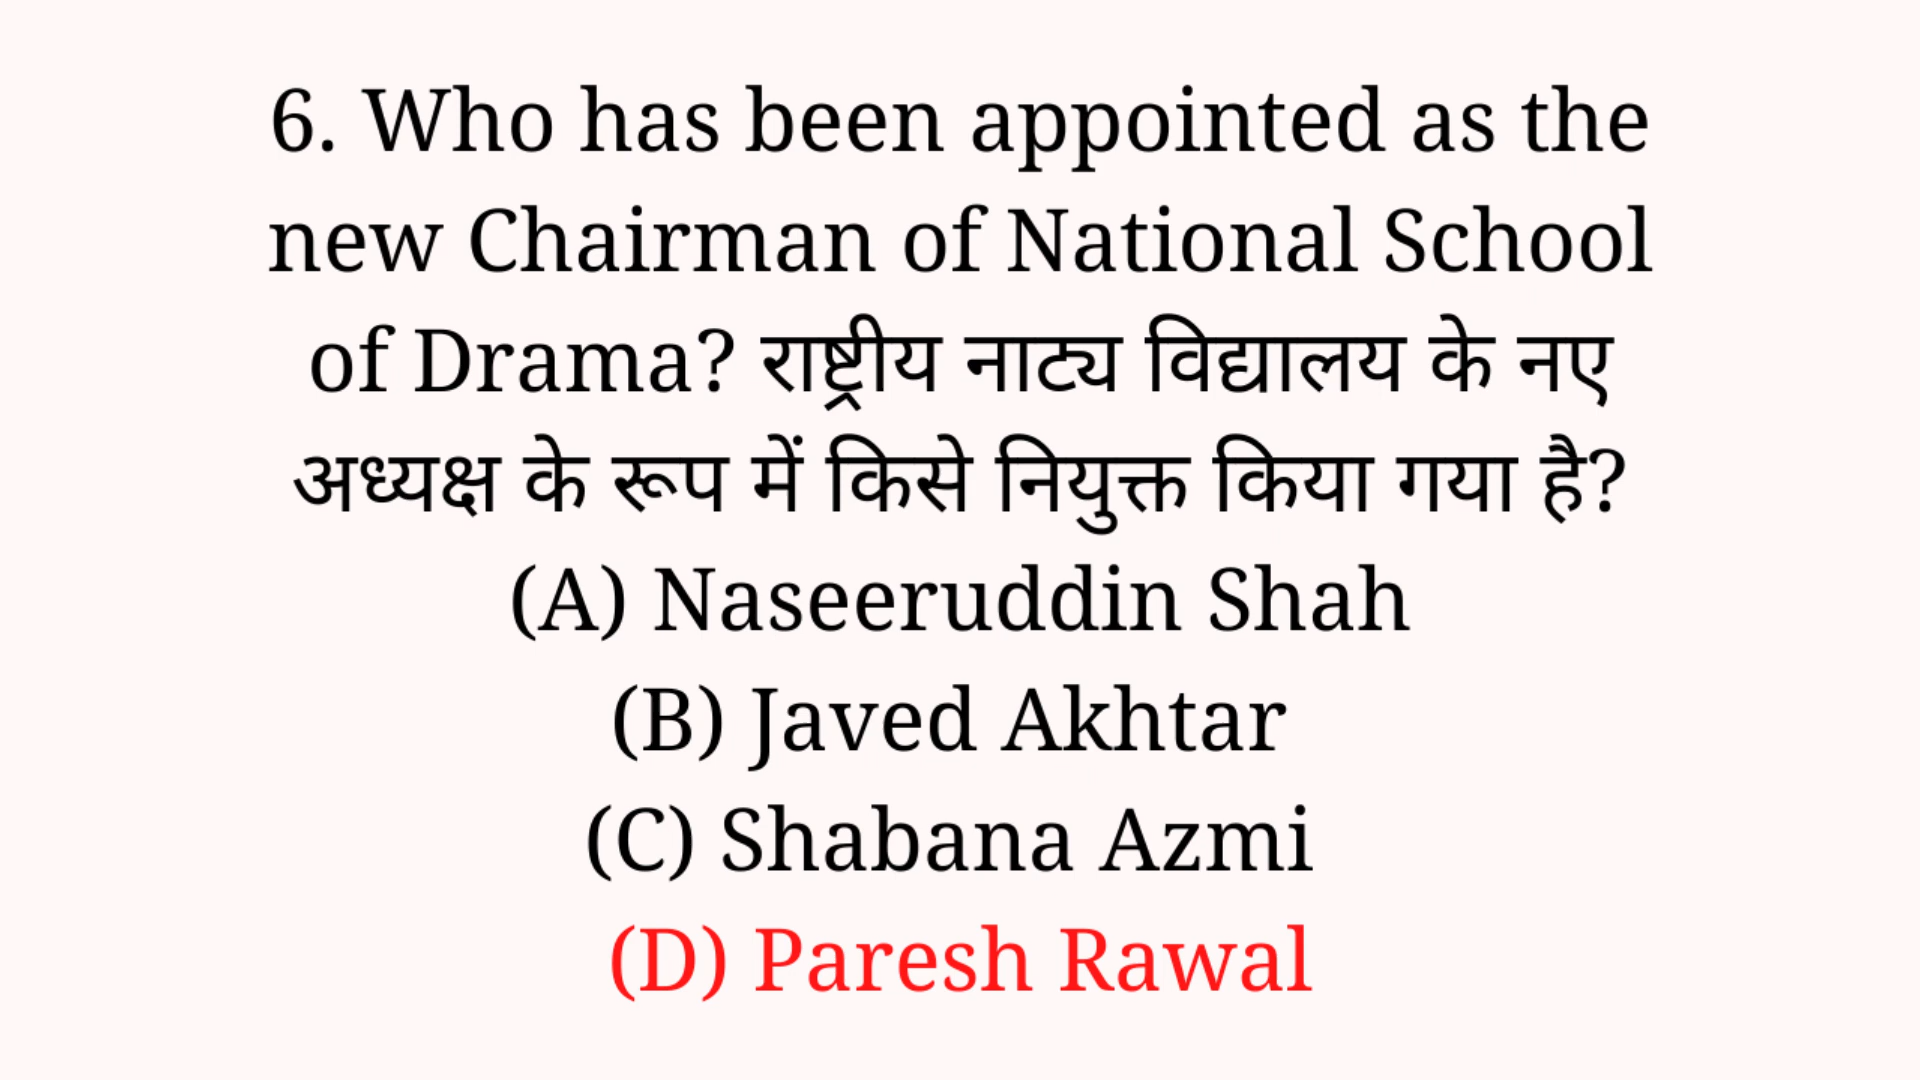 6. Who has been appointed as the
new Chairman of National School
of Drama? राष्ट्रीय नाट्य विद्यालय के नए
अध्यक्ष के रूप में किसे नियुक्त किया गया है?
(A) Naseeruddin Shah
(B) Javed Akhtar
(C) Shabana Azmi
(D) Paresh Rawal